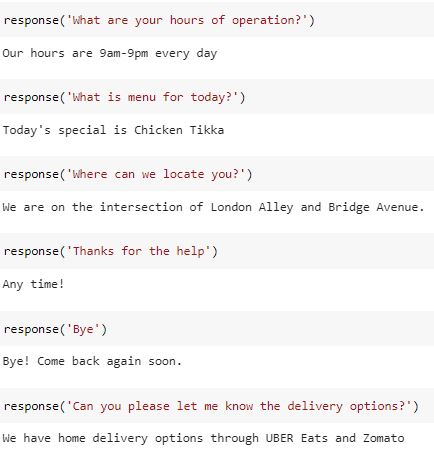 response('What are your hours of operation?')
Our hours are 9am-9pm every day
response('What is menu for today?')
Today's special is Chicken Tikka
response('Where can we locate you?')
We are on the intersection of London Alley and Bridge Avenue.
response('Thanks for the help')
Any time!
response('Bye')
Bye! Come back again soon.
response('Can you please let me know the delivery options?')
We have home delivery options through UBER Eats and Zomato